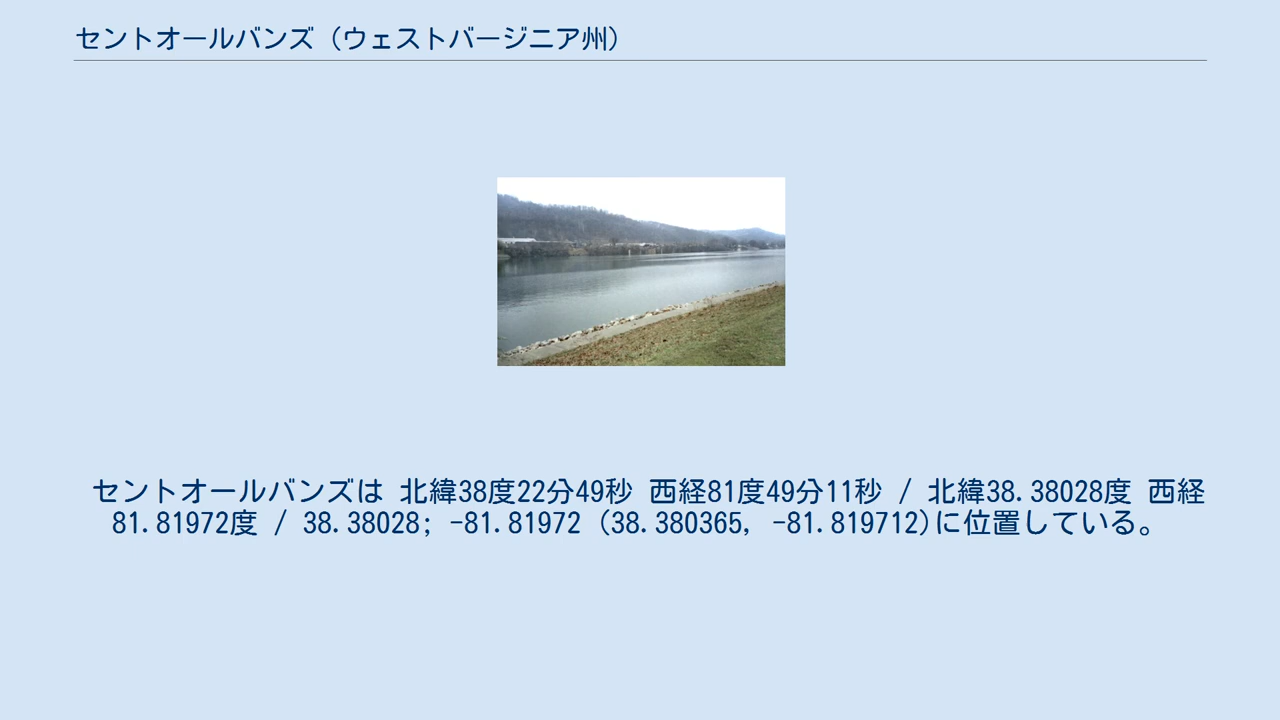 セントオールバンズ（ウェストバージニア州）
セントオールバンズは 北緯38度22分49秒 西経81度49分11秒 / 北緯38.38028度 西経
81.81972度 / 38.38028; -81.81972 (38.380365, -81.819712)に位置している。